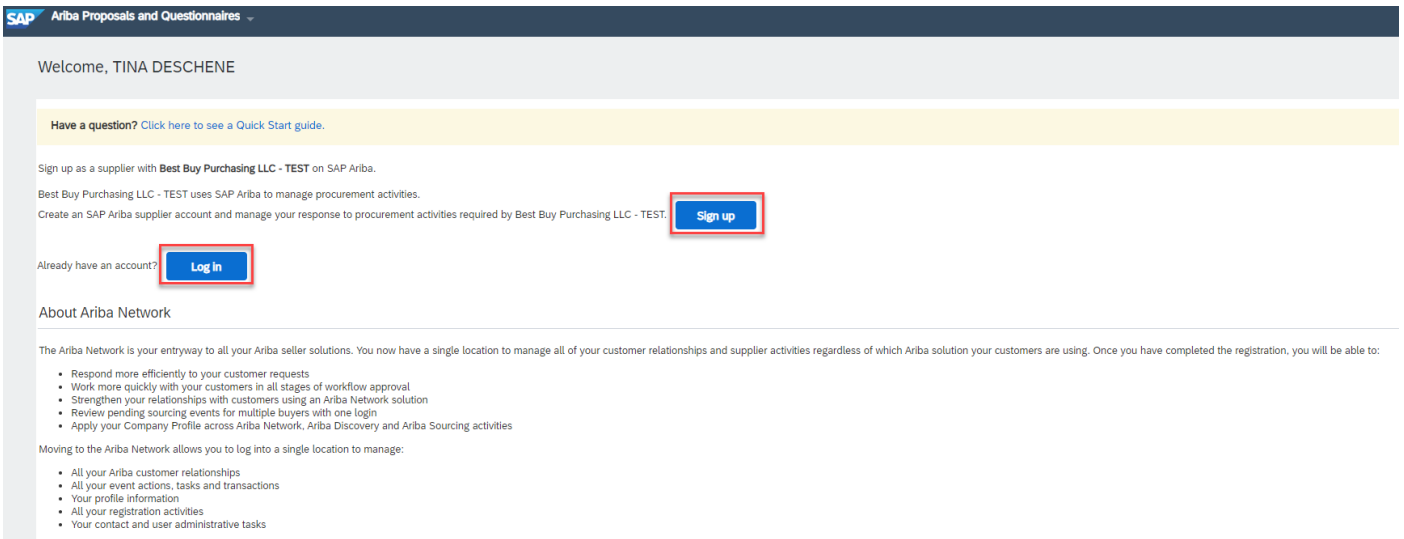 SAP Ariba Proposals and Questionnaires
Welcome, TINA DESCHENE
Have a question? Click here to see a Quick Start guide.
Sign up as a supplier with Best Buy Purchasing LLC - TEST on SAP Ariba.
Best Buy Purchasing LLC - TEST uses SAP Ariba to manage procurement activities.
Create an SAP Ariba supplier account and manage your response to procurement activities required by Best Buy Purchasing LLC - TEST. Sign up
Already have an account? Log in
About Ariba Network
The Ariba Network is your entryway to all your Ariba seller solutions. You now have a single location to manage all of your customer relationships and supplier activities regardless of which Ariba solution your customers are using. Once you have completed the registration, you will be able to:
• Respond more efficiently to your customer requests
• Work more quickly with your customers in all stages of workflow approval
• Strengthen your relationships with customers using an Ariba Network solution
• Review pending sourcing events for multiple buyers with one login
• Apply your Company Profile across Ariba Network, Ariba Discovery and Ariba Sourcing activities
Moving to the Ariba Network allows you to log into a single location to manage:
• All your Ariba customer relationships
• All your event actions, tasks and transactions
• Your profile information
• All your registration activities
• Your contact and user administrative tasks